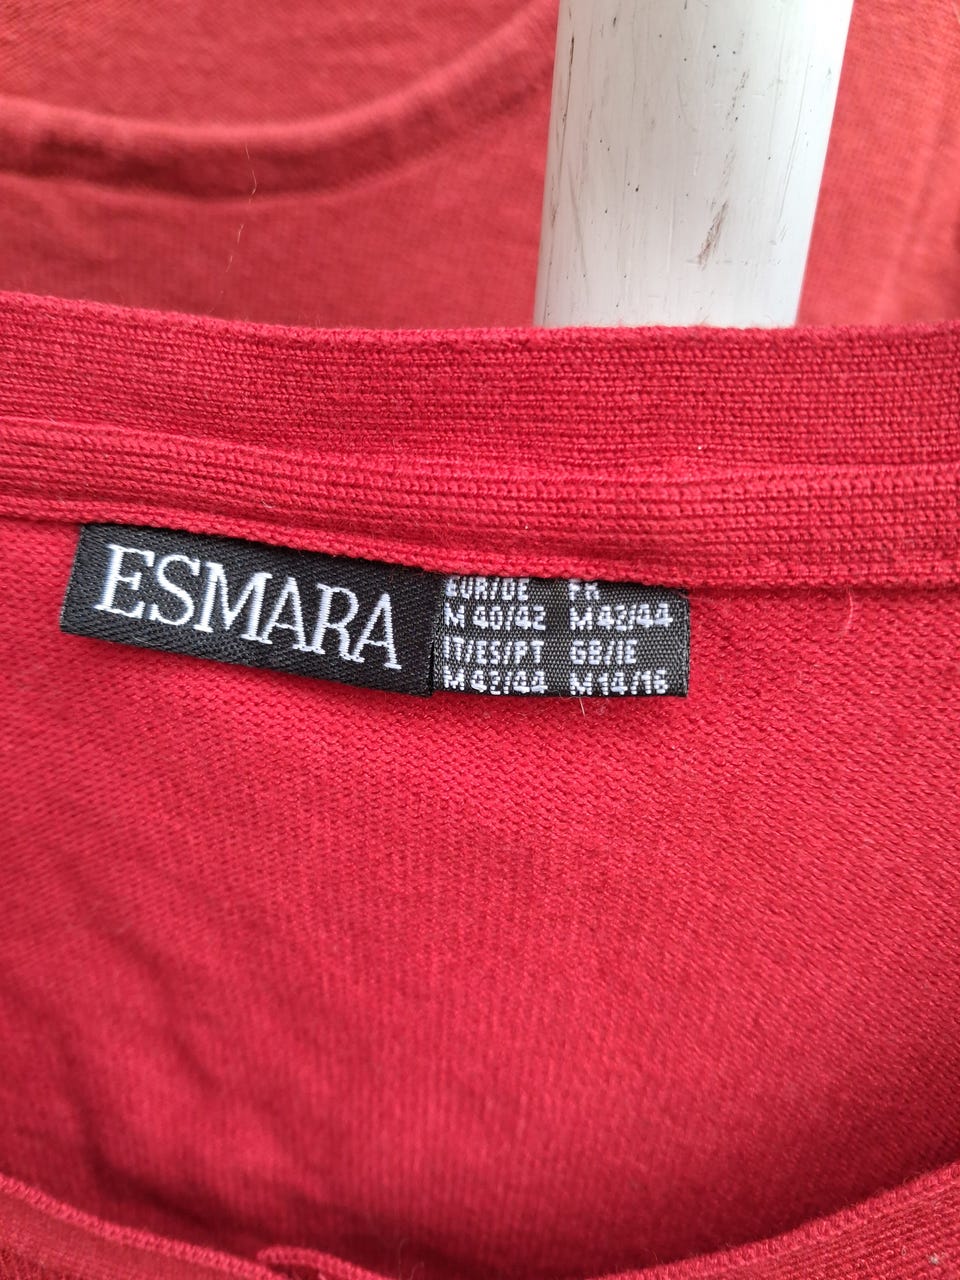 ESMARA
EUR/DE FR
M 40/42 M 42/44
IT/ES/PT GB/IE
M 42/44 M 14/16